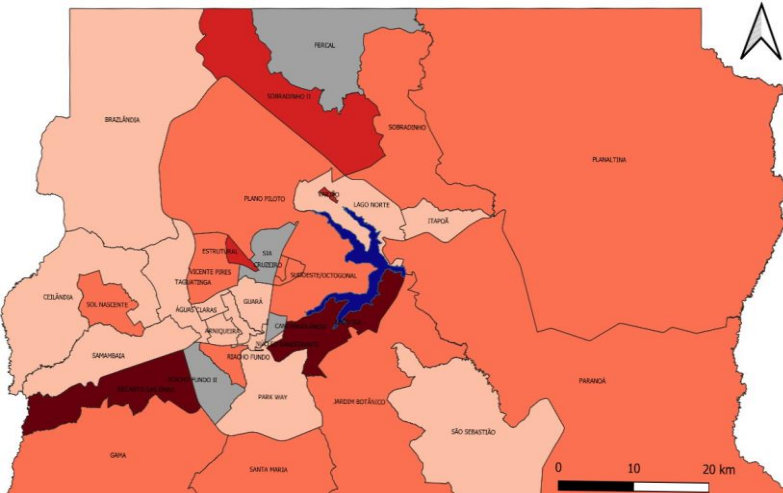 FERCAL
SOBRADINHO II
BRAZLÂNDIA
SOBRADINHO
PLANALTINA
PLANO PILOTO
LAGO NORTE
ITAPOÃ
ESTRUTURAL
SIA
CRUZEIRO
VICENTE PIRES
SUDOESTE/OCTOGONAL
TAGUATINGA
CEILÂNDIA
SOL NASCENTE
GUARÁ
ÁGUAS CLARAS
ARNIQUEIRA
SAMAMBAIA
RIACHO FUNDO
PARK WAY
JARDIM BOTÂNICO
PARANOÁ
SÃO SEBASTIÃO
GAMA
SANTA MARIA
0 10 20 km